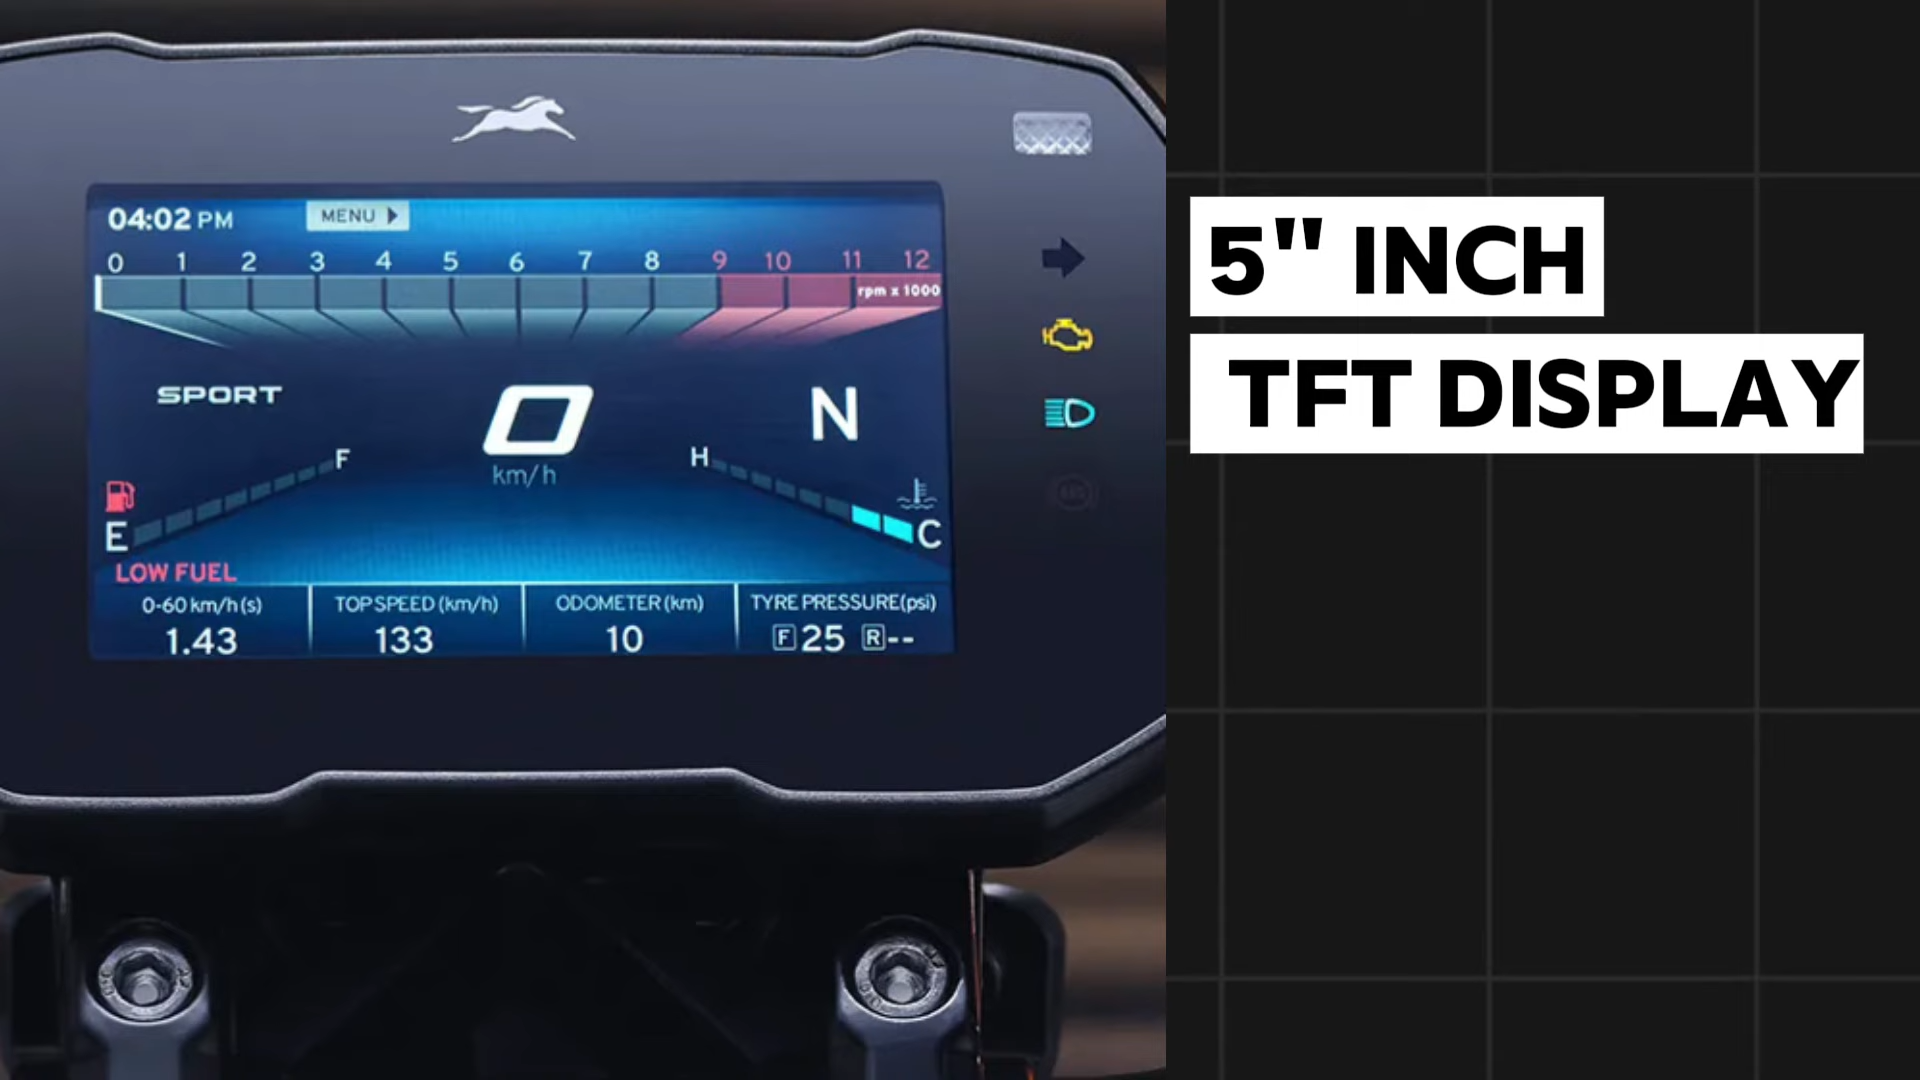 04:02 PM MENU
0 1 2 3 4 5 6 7 8 9 10 11 12
rpm x 1000
SPORT
0
km/h
N
F
H
E
C
LOW FUEL
0-60 km/h (s)
1.43
TOP SPEED (km/h)
133
ODOMETER (km)
10
TYRE PRESSURE(psi)
F 25 R --
5" INCH
TFT DISPLAY